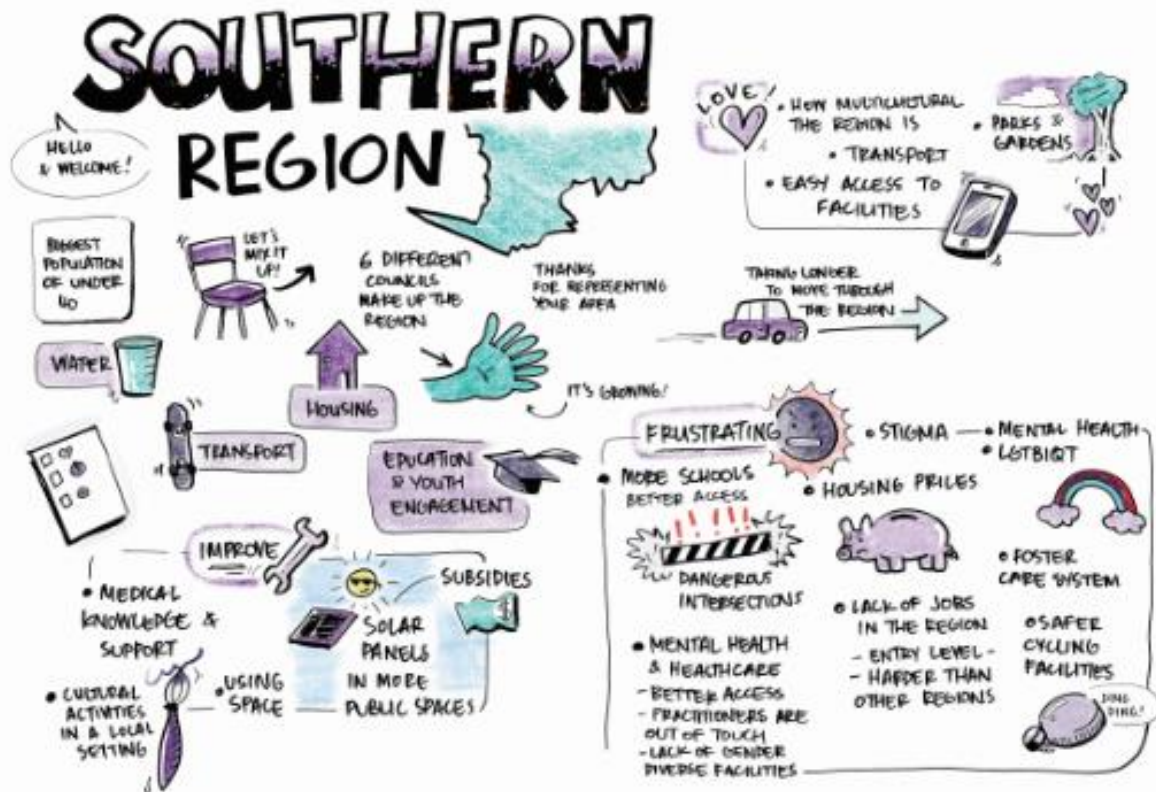 SOUTHERN
REGION
HELLO
& WELCOME!
LOVE!
• HOW MULTICULTURAL
THE REGION IS
• TRANSPORT
• EASY ACCESS TO
FACILITIES
• PARKS &
GARDENS
BIGGEST
POPULATION
OF UNDER
40
LET'S
MIX IT
UP!
6 DIFFERENT
COUNCILS
MAKE UP THE
REGION
THANKS
FOR REPRESENTING
YOUR AREA
TAKING LONGER
TO MOVE THROUGH
THE REGION
WATER
HOUSING
IT'S GROWING!
TRANSPORT
EDUCATION
& YOUTH
ENGAGEMENT
IMPROVE
• MEDICAL
KNOWLEDGE &
SUPPORT
• CULTURAL
ACTIVITIES
IN A LOCAL
SETTING
• USING
SPACE
SOLAR
PANELS
IN MORE
PUBLIC SPACES
SUBSIDIES
FRUSTRATING
• STIGMA — • MENTAL HEALTH
• LGTBIQT
• MORE SCHOOLS
BETTER ACCESS
DANGEROUS
INTERSECTIONS
• MENTAL HEALTH
& HEALTHCARE
- BETTER ACCESS
- PRACTITIONERS ARE
OUT OF TOUCH
- LACK OF GENDER
DIVERSE FACILITIES
• HOUSING PRICES
• LACK OF JOBS
IN THE REGION
- ENTRY LEVEL -
- HARDER THAN
OTHER REGIONS
• FOSTER
CARE SYSTEM
• SAFER
CYCLING
FACILITIES
DING
DING!